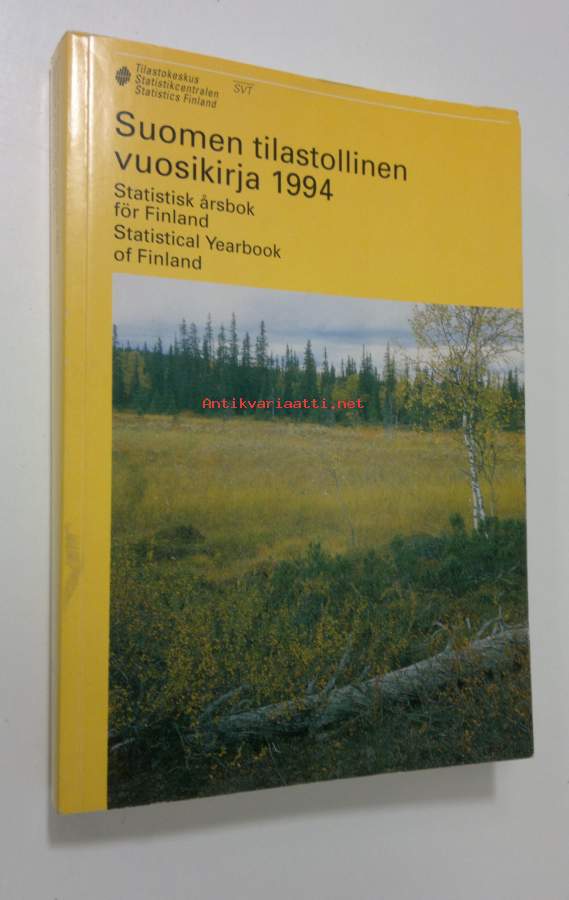 Tilastokeskus
Statistikcentralen
Statistics Finland
SVT
Suomen tilastollinen
vuosikirja 1994
Statistisk årsbok
för Finland
Statistical Yearbook
of Finland
Antikvariaatti.net